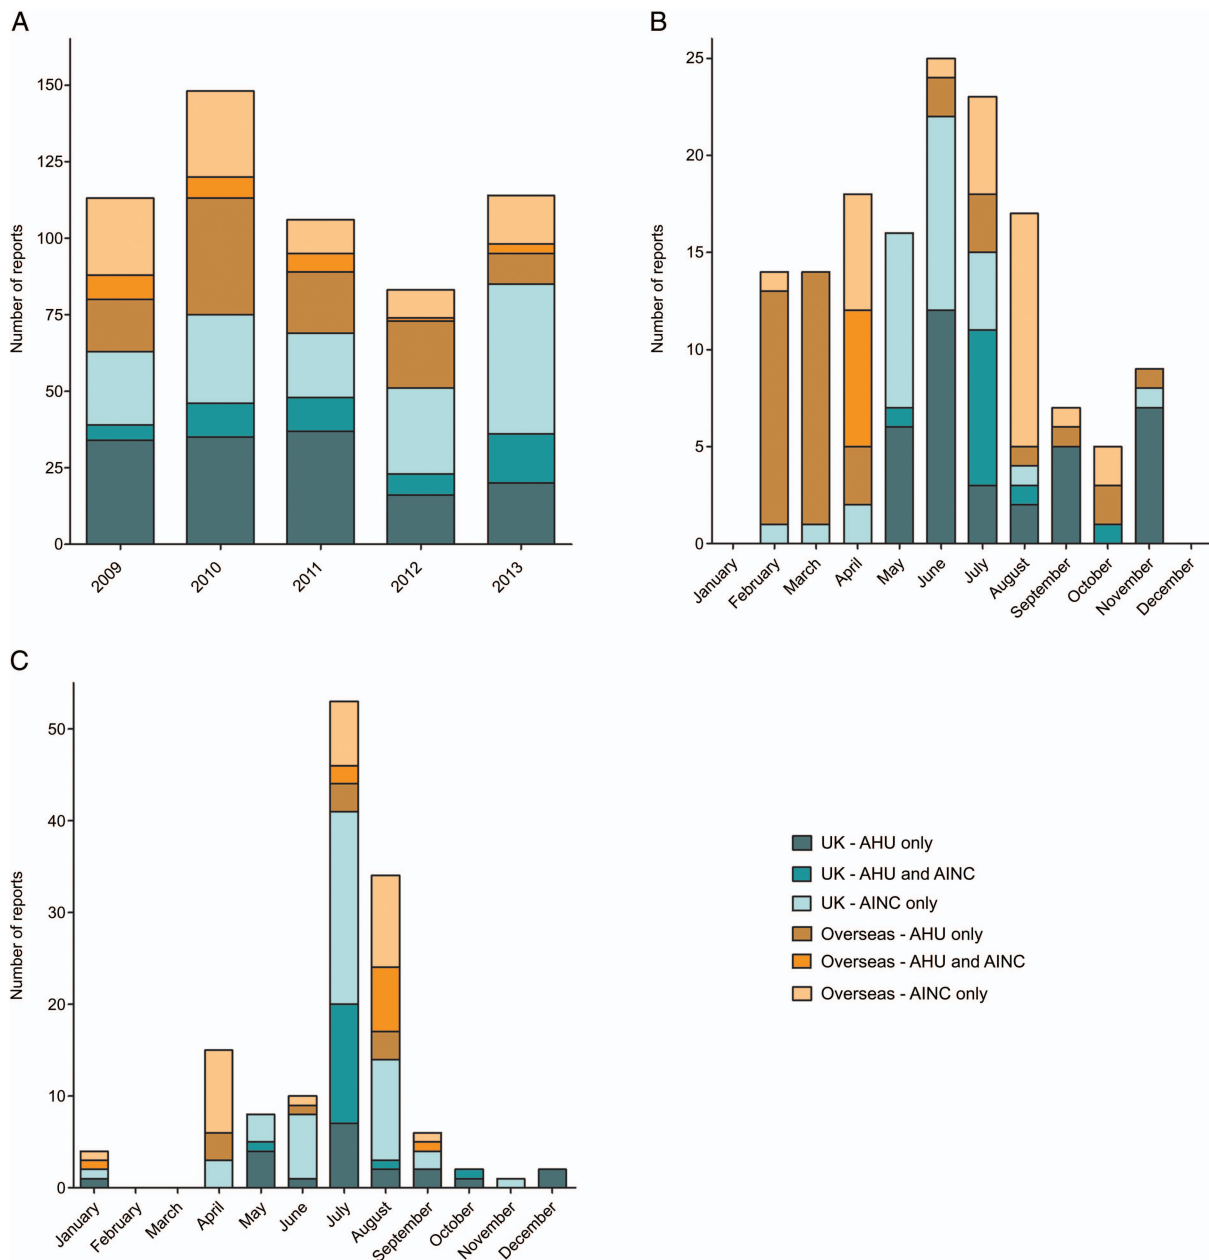 A
Number of reports
150
125
100
75
50
25
0
2009
2010
2011
2012
2013
B
Number of reports
25
20
15
10
5
0
January
February
March
April
May
June
July
August
September
October
November
December
C
Number of reports
50
40
30
20
10
0
January
February
March
April
May
June
July
August
September
October
November
December
UK - AHU only
UK - AHU and AINC
UK - AINC only
Overseas - AHU only
Overseas - AHU and AINC
Overseas - AINC only